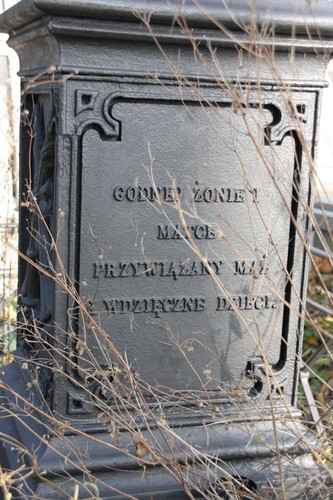 GODNEJ ŻONIE I
MATCE
PRZYWIĄZANY MĄŻ
I WDZIĘCZNE DZIECI.